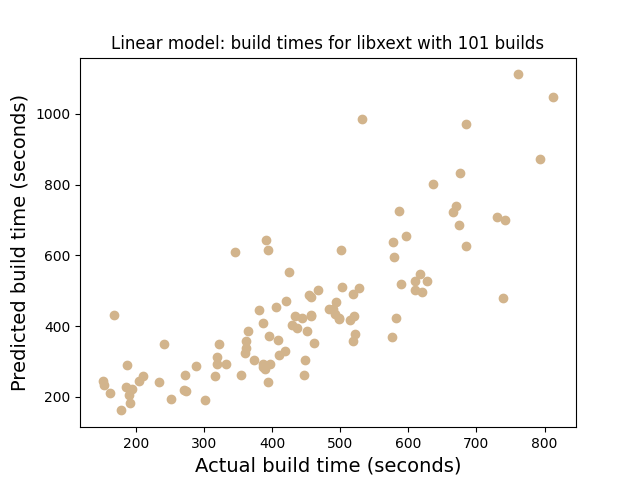 Linear model: build times for libxext with 101 builds
1000
800
600
400
200
Predicted build time (seconds)
200 300 400 500 600 700 800
Actual build time (seconds)